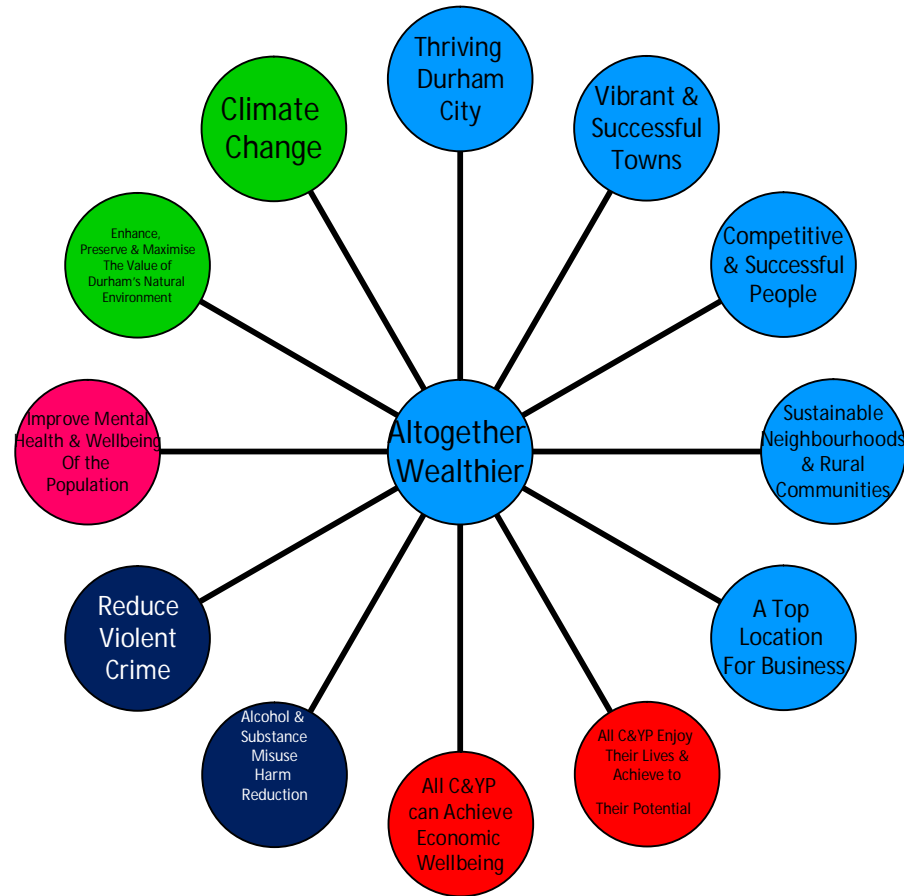 Thriving
Durham
City
Vibrant &
Successful
Towns
Competitive
& Successful
People
Sustainable
Neighbourhoods
& Rural
Communities
A Top
Location
For Business
All C&YP Enjoy
Their Lives &
Achieve to
Their Potential
All C&YP
can Achieve
Economic
Wellbeing
Alcohol &
Substance
Misuse
Harm
Reduction
Reduce
Violent
Crime
Improve Mental
Health & Wellbeing
Of the
Population
Enhance,
Preserve & Maximise
The Value of
Durham's Natural
Environment
Climate
Change
Altogether
Wealthier